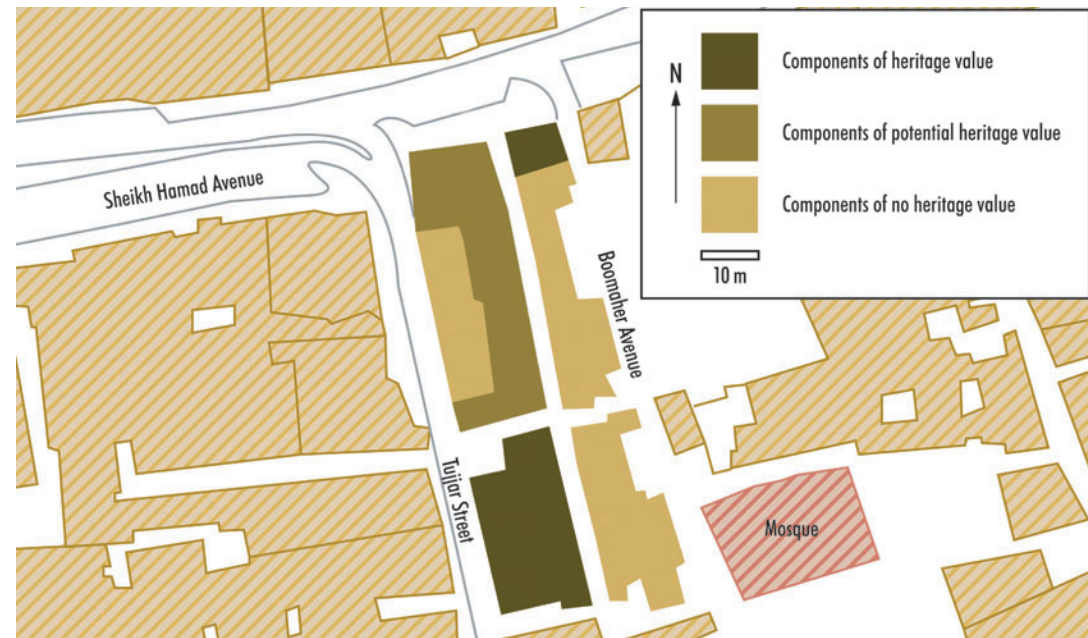 N
Components of heritage value
Components of potential heritage value
Components of no heritage value
10 m
Sheikh Hamad Avenue
Boomaher Avenue
Tujjar Street
Mosque